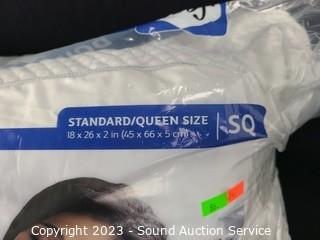 STANDARD/QUEEN SIZE
18 x 26 x 2 in (45 x 66 x 5 cm)
SQ
Copyright 2023 - Sound Auction Service